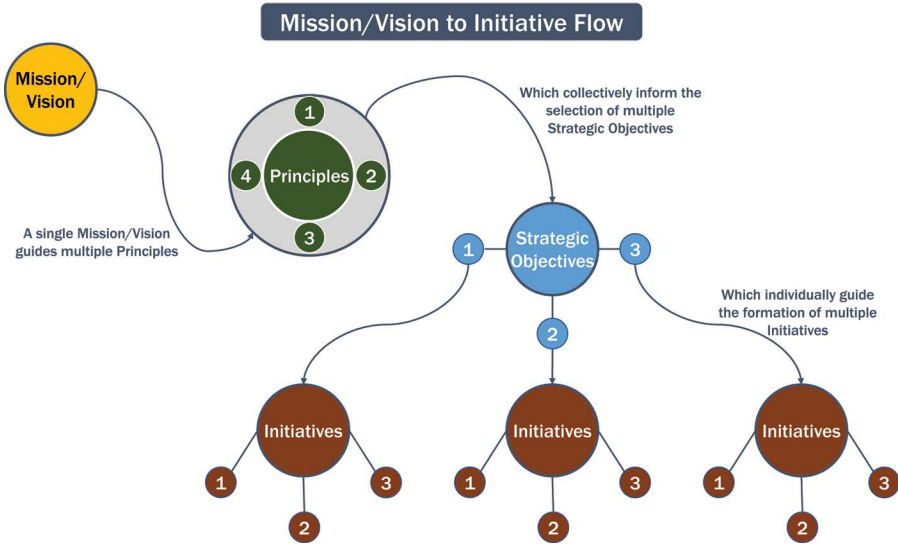 Mission/Vision to Initiative Flow
Mission/
Vision
A single Mission/Vision
guides multiple Principles
1
4
Principles
2
3
Which collectively inform the
selection of multiple
Strategic Objectives
1
Strategic
Objectives
3
2
Which individually guide
the formation of multiple
Initiatives
Initiatives
1
2
3
Initiatives
1
2
3
Initiatives
1
2
3